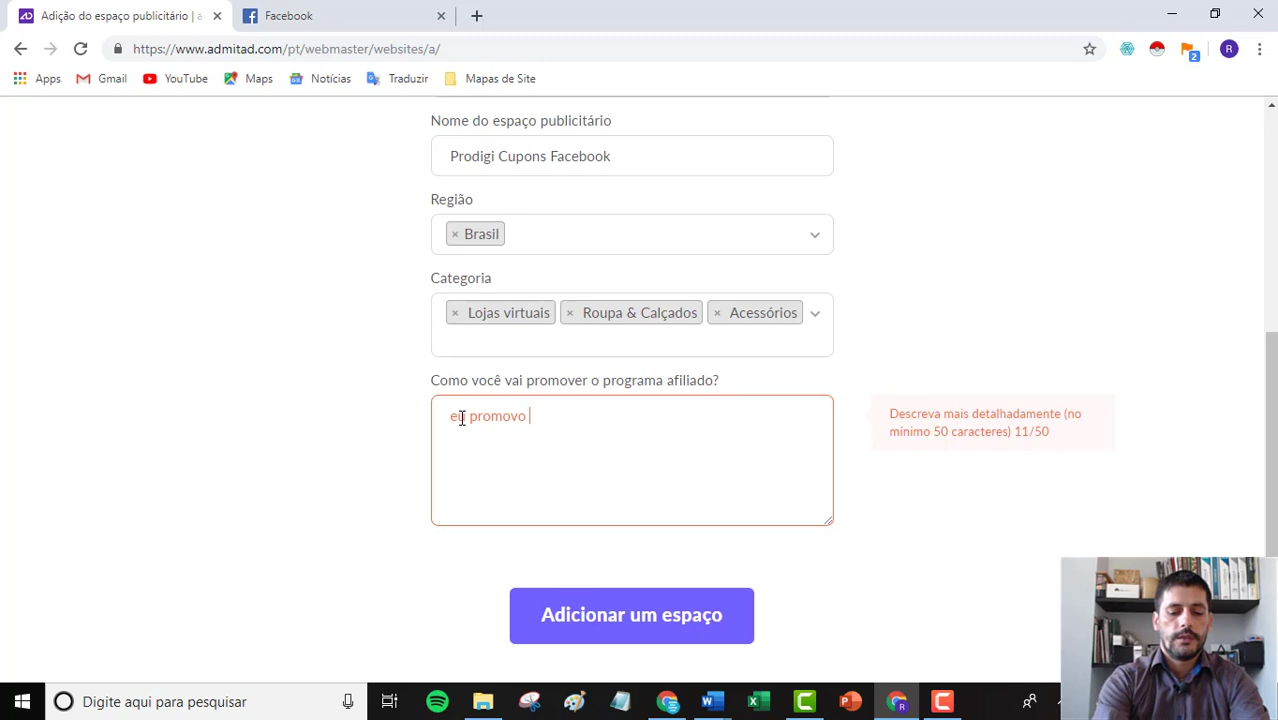 Adição do espaço publicitário | a
Facebook
https://www.admitad.com/pt/webmaster/websites/a/
R
2
Apps
Gmail
YouTube
Maps
Notícias
Traduzir
Mapas de Site
Nome do espaço publicitário
Prodigi Cupons Facebook
Região
× Brasil
Categoria
× Lojas virtuais × Roupa & Calçados × Acessórios
Como você vai promover o programa afiliado?
eu promovo
Descreva mais detalhadamente (no
mínimo 50 caracteres) 11/50
Adicionar um espaço
Digite aqui para pesquisar